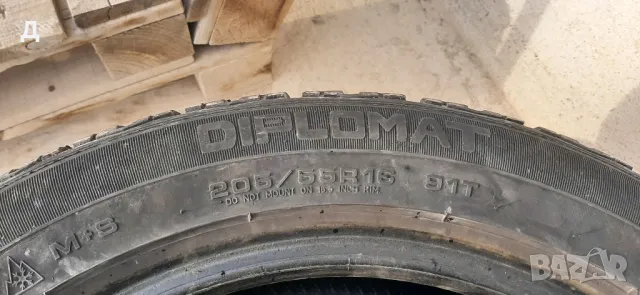 Д
DIPLOMAT
205/55R16 91T
DO NOT MOUNT ON 16.5 INCH RIM.
M+S
BAZAR